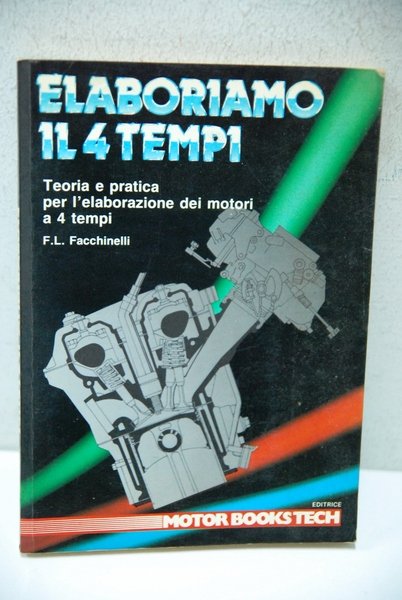 ELABORIAMO
IL 4 TEMPI
Teoria e pratica
per l'elaborazione dei motori
a 4 tempi
F.L. Facchinelli
EDITRICE
MOTOR BOOKS TECH